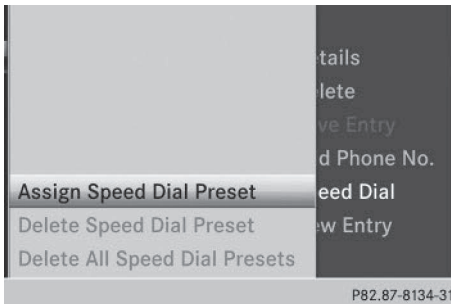 tails
lete
ve Entry
d Phone No.
Assign Speed Dial Preset eed Dial
Delete Speed Dial Preset w Entry
Delete All Speed Dial Presets
P82.87-8134-31